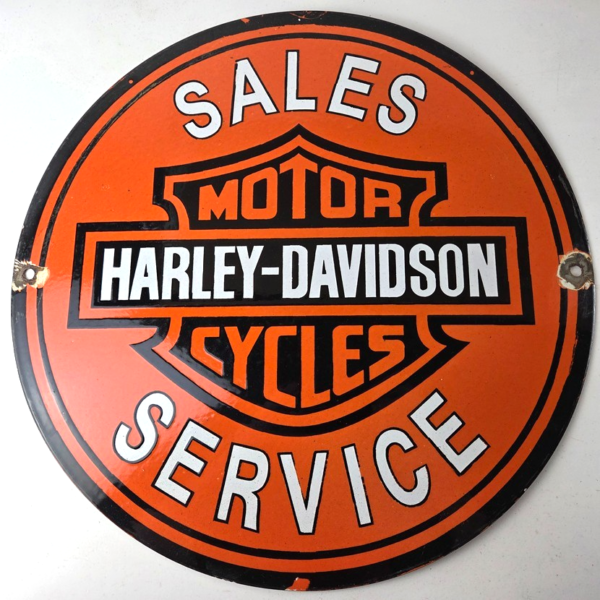 SALES
MOTOR
HARLEY-DAVIDSON
CYCLES
SERVICE